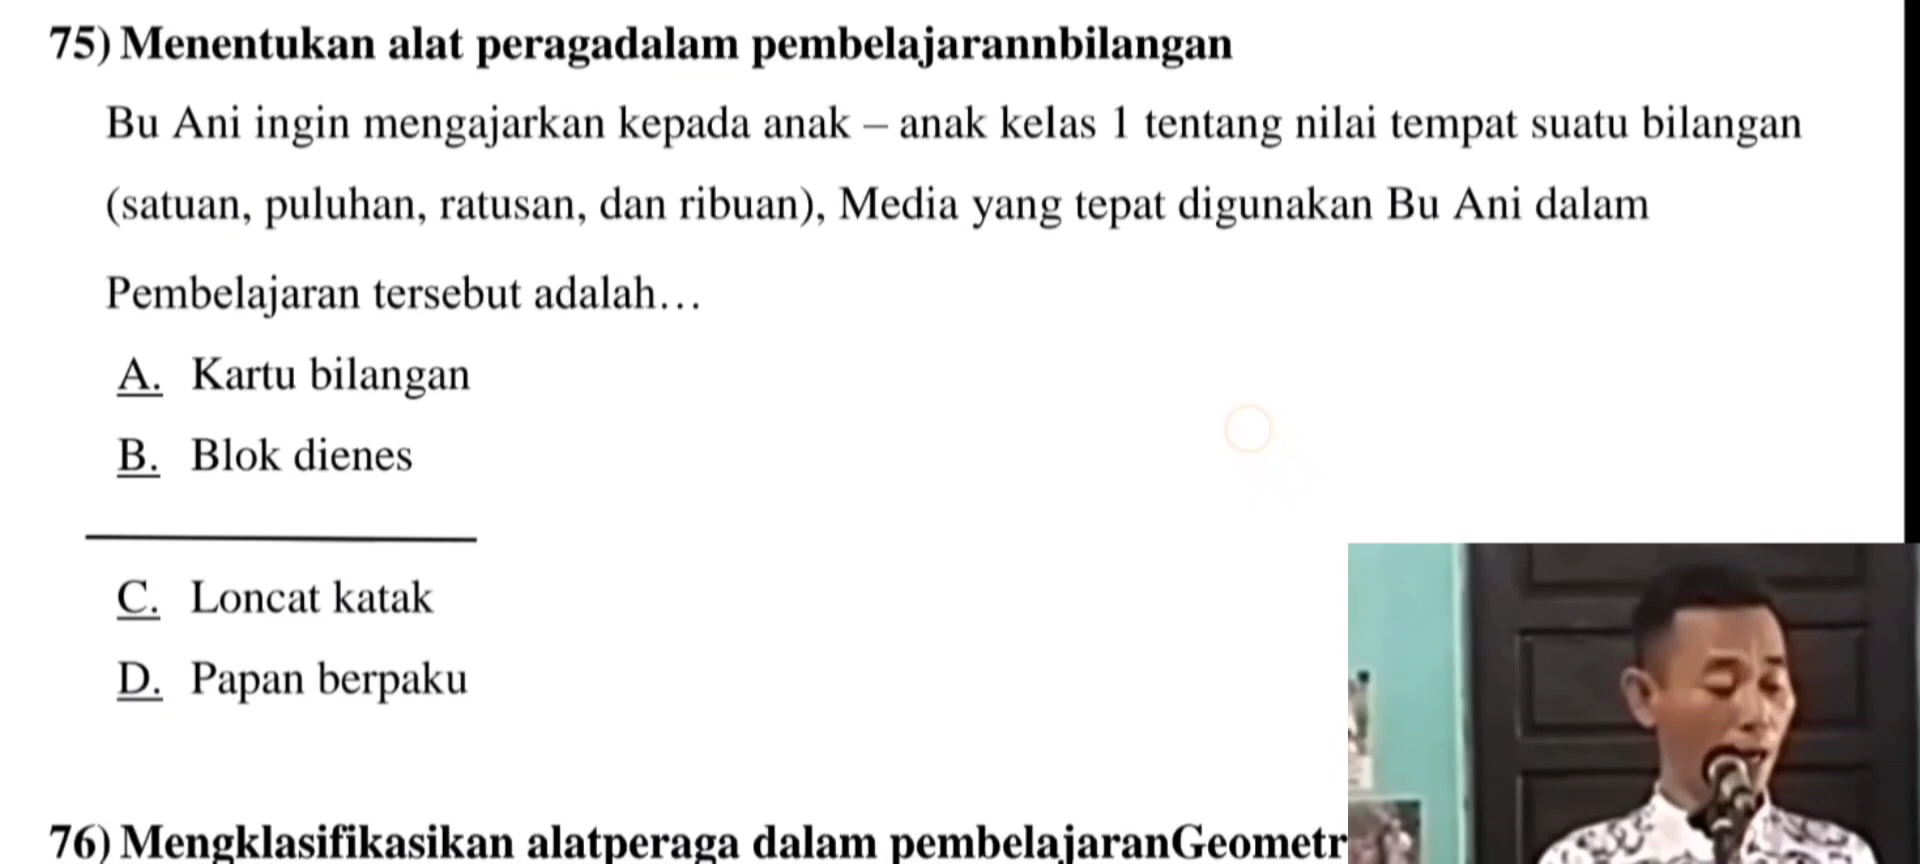 75) Menentukan alat peragadalam pembelajarannbilangan
Bu Ani ingin mengajarkan kepada anak – anak kelas 1 tentang nilai tempat suatu bilangan
(satuan, puluhan, ratusan, dan ribuan), Media yang tepat digunakan Bu Ani dalam
Pembelajaran tersebut adalah…
A. Kartu bilangan
B. Blok dienes
C. Loncat katak
D. Papan berpaku
76) Mengklasifikasikan alatperaga dalam pembelajaranGeometr